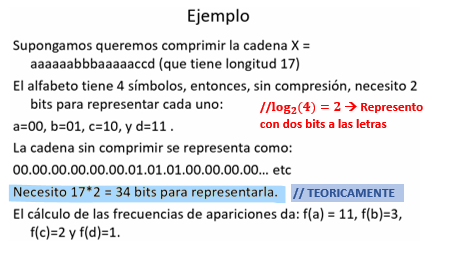 Ejemplo
Supongamos queremos comprimir la cadena X =
aaaaaabbbaaaaaccd (que tiene longitud 17)
El alfabeto tiene 4 símbolos, entonces, sin compresión, necesito 2
bits para representar cada uno:
//log₂(4) = 2 → Represento
con dos bits a las letras
a=00, b=01, c=10, y d=11 .
La cadena sin comprimir se representa como:
00.00.00.00.00.00.01.01.01.00.00.00.00... etc
Necesito 17*2 = 34 bits para representarla. // TEORICAMENTE
El cálculo de las frecuencias de apariciones da: f(a) = 11, f(b)=3,
f(c)=2 y f(d)=1.